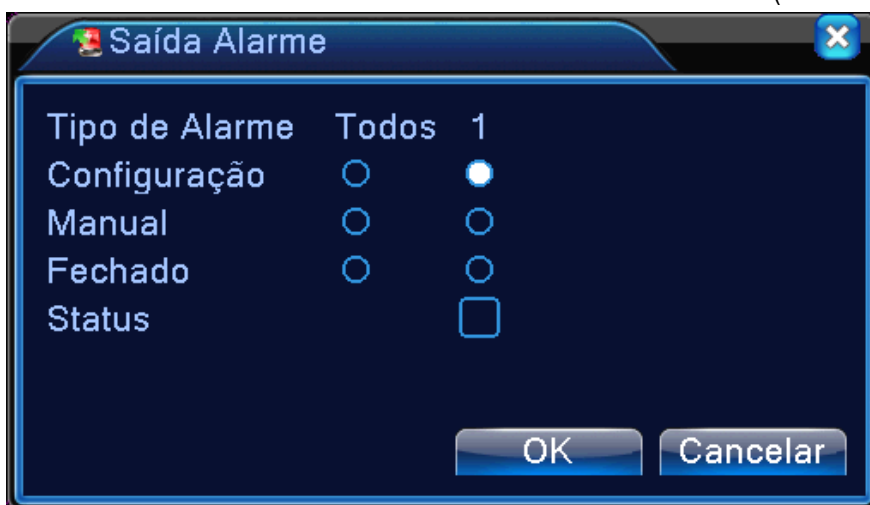 (
Saída Alarme
Tipo de Alarme Todos 1
Configuração
Manual
Fechado
Status
OK Cancelar